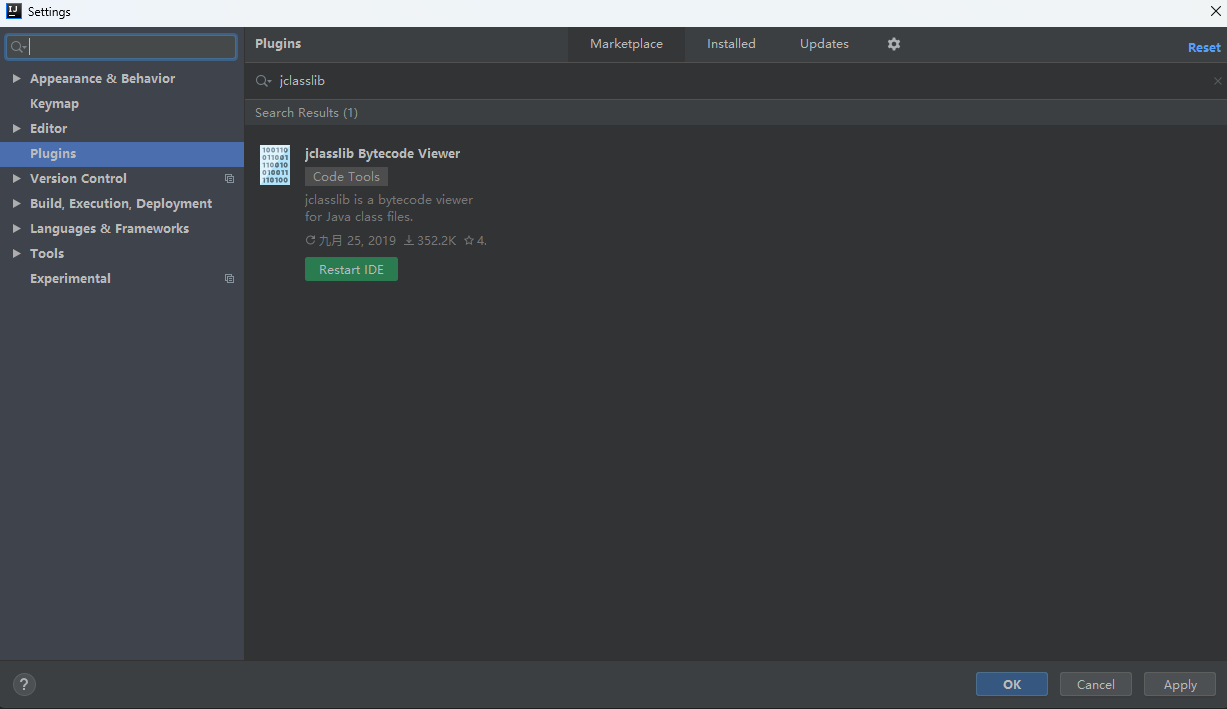 Settings
Plugins
Marketplace
Installed
Updates
Reset
Appearance & Behavior
Keymap
Editor
Plugins
Version Control
Build, Execution, Deployment
Languages & Frameworks
Tools
Experimental
jclasslib
Search Results (1)
jclasslib Bytecode Viewer
Code Tools
jclasslib is a bytecode viewer
for Java class files.
九月 25, 2019 352.2K 4.
Restart IDE
?
OK
Cancel
Apply